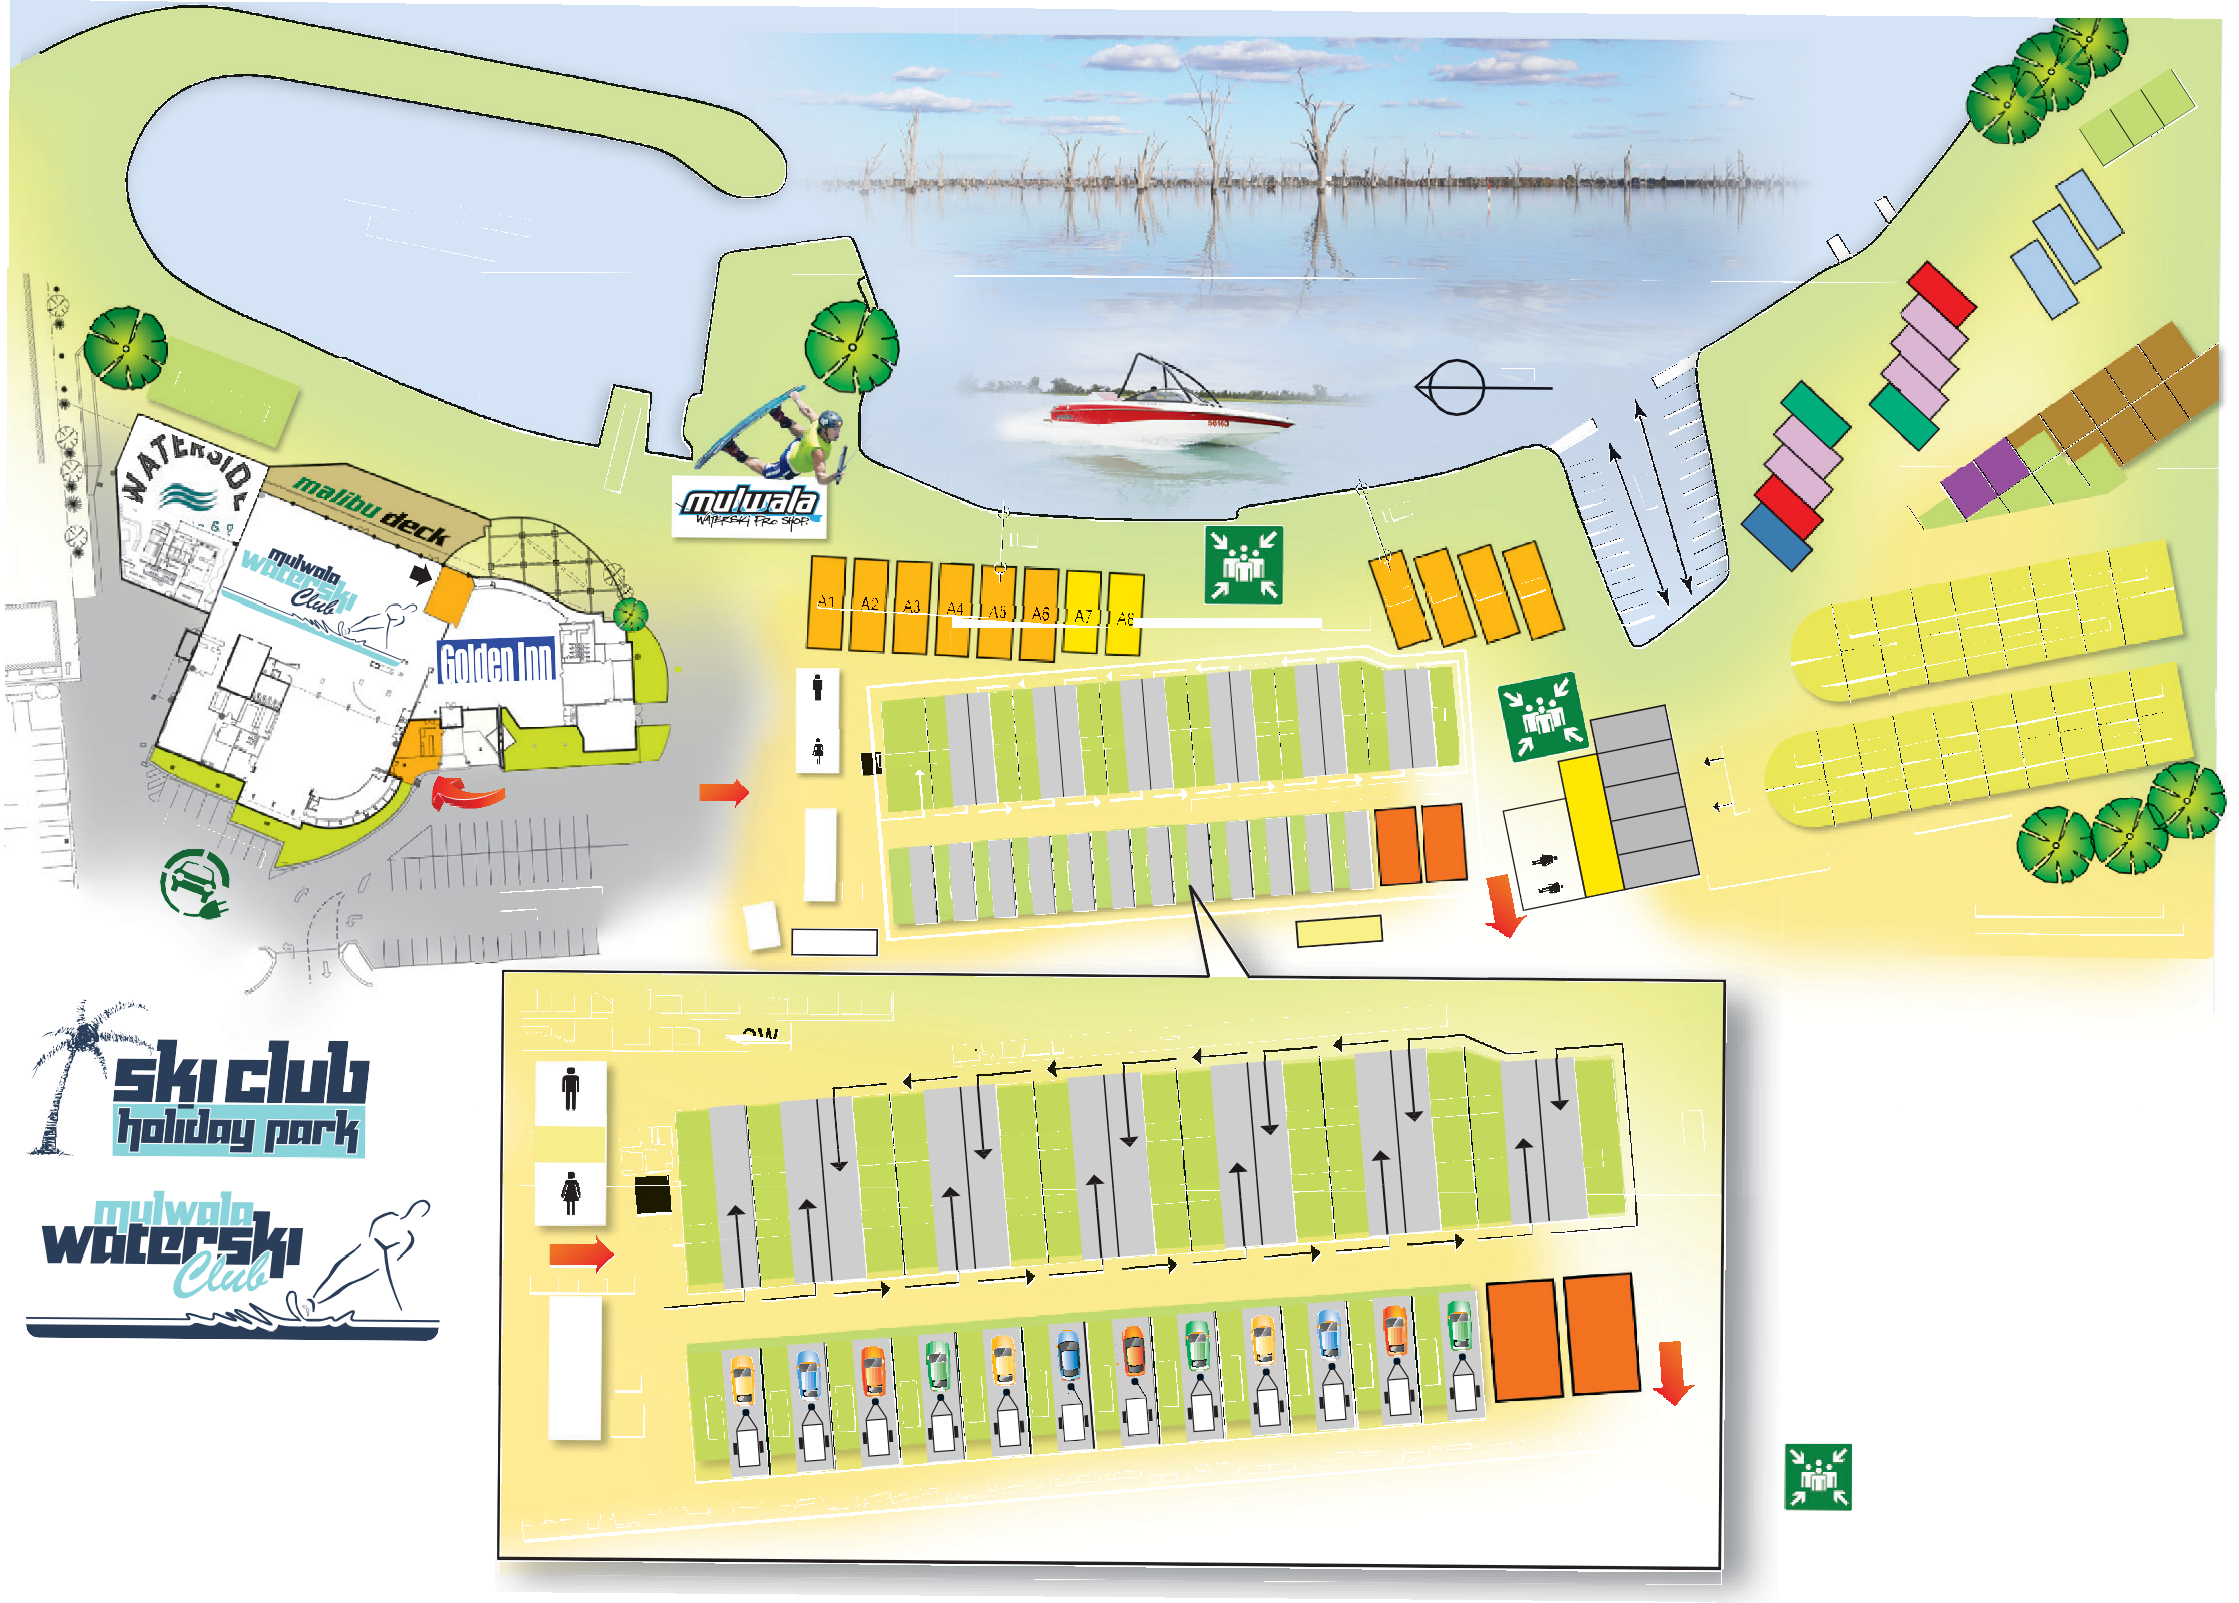 WATERSIDE
malibu deck
mulwala
waterski
Club
Golden Inn
mulwala
WATERSKI PRO SHOP.
56163
A1
A2
A3
A4
A5
A6
A7
A8
ski club
holiday park
mulwala
waterski
Club